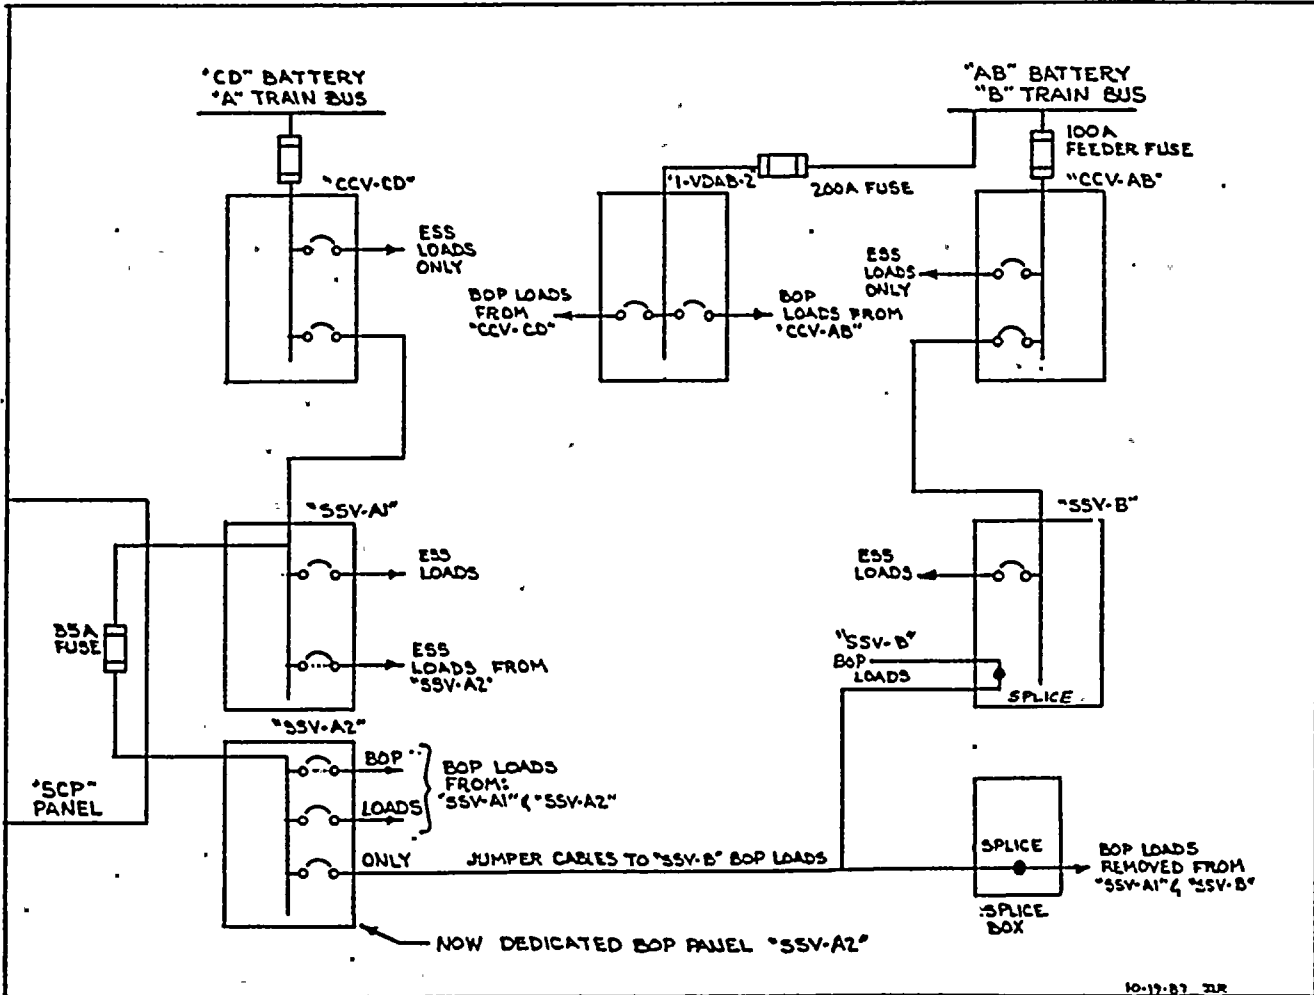 "CD" BATTERY
"A" TRAIN BUS
"CCV-CD"
ESS
LOADS
ONLY
"AB" BATTERY
"B" TRAIN BUS
100A
FEEDER FUSE
"CCV-AB"
"1-VDAB-2"
200A FUSE
BOP LOADS
FROM
"CCV-CD"
BOP
LOADS FROM
"CCV-AB"
ESS
LOADS
ONLY
"SSV-A1"
ESS
LOADS
ESS
LOADS FROM
"SSV-A2"
35A
FUSE
"SCP"
PANEL
"SSV-A2"
BOP
LOADS
ONLY
BOP LOADS
FROM:
"SSV-A1" & "SSV-A2"
"SSV-B"
ESS
LOADS
"SSV-B"
BOP
LOADS
SPLICE
JUMPER CABLES TO "SSV-B" BOP LOADS
SPLICE
BOP LOADS
REMOVED FROM
"SSV-A1" & "SSV-B"
SPLICE
BOX
NOW DEDICATED BOP PANEL "SSV-A2"
10-19-87